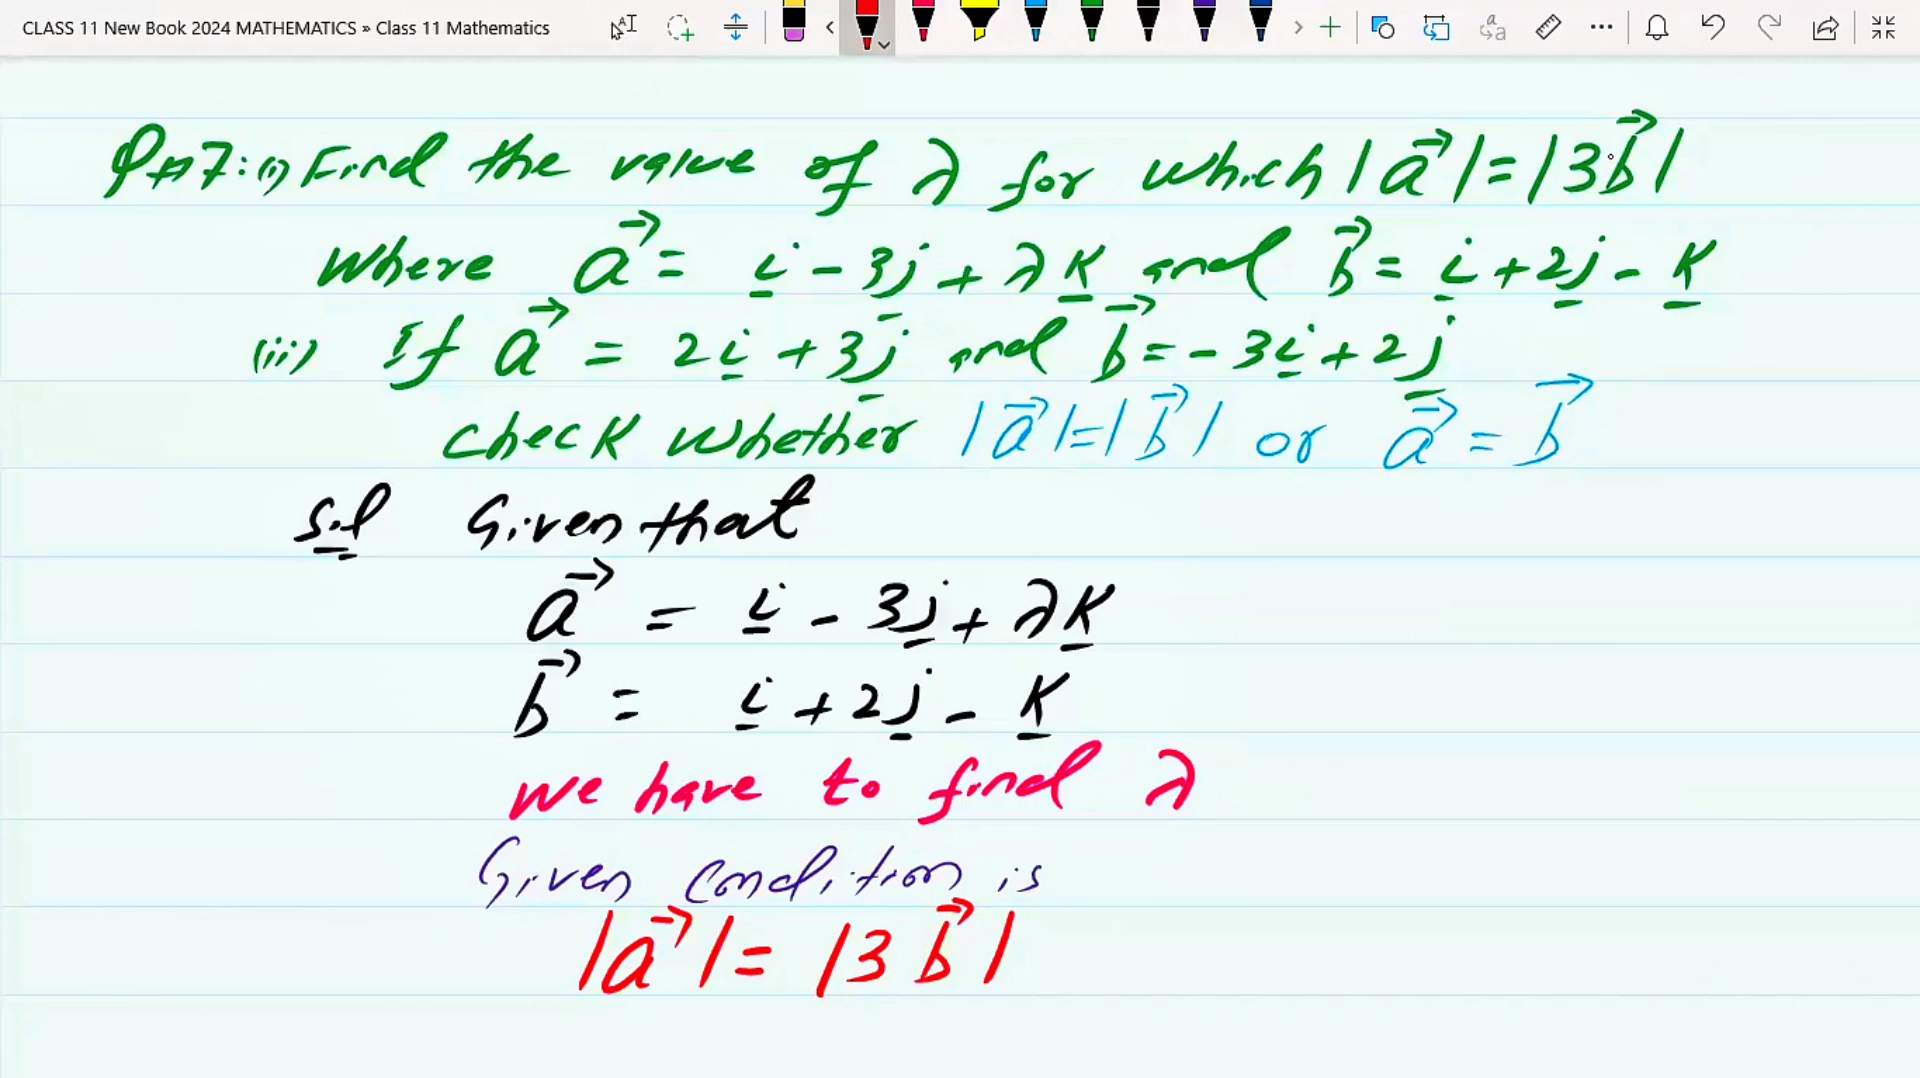 CLASS 11 New Book 2024 MATHEMATICS » Class 11 Mathematics
Q#7:(i) Find the value of λ for which |a⃗| = |3b⃗|
Where a⃗ = i - 3j + λk and b⃗ = i + 2j - k
(ii) If a⃗ = 2i + 3j and b⃗ = -3i + 2j
check whether |a⃗| = |b⃗| or a⃗ = b⃗
Sol Given that
a⃗ = i - 3j + λk
b⃗ = i + 2j - k
we have to find λ
Given condition is
|a⃗| = |3b⃗|